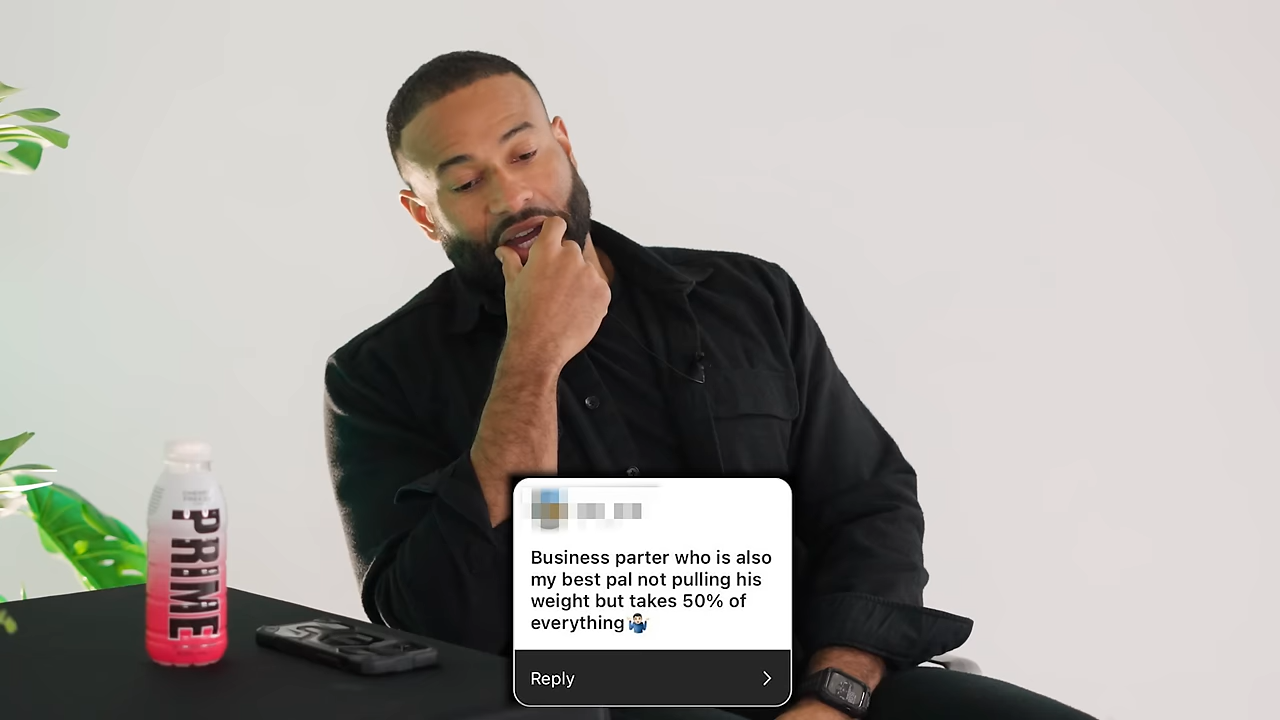 PRIME
Business parter who is also
my best pal not pulling his
weight but takes 50% of
everything🤷🏻‍♂️
Reply